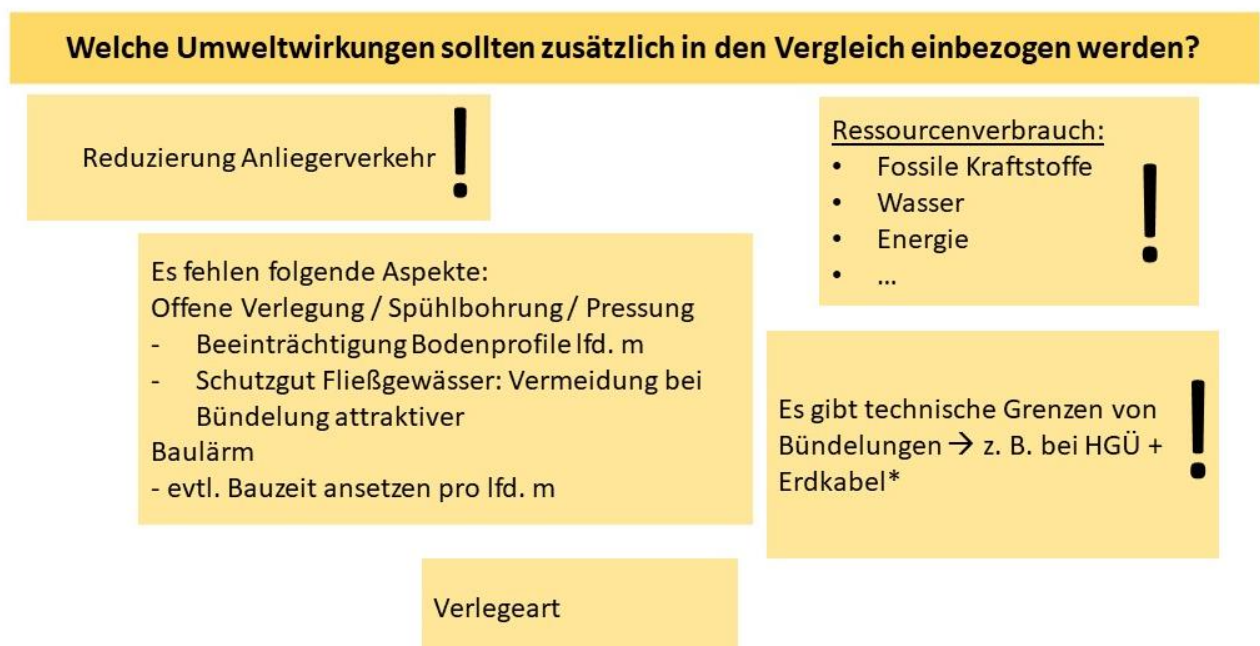 Welche Umweltwirkungen sollten zusätzlich in den Vergleich einbezogen werden?
Reduzierung Anliegerverkehr !
Ressourcenverbrauch:
• Fossile Kraftstoffe
• Wasser
• Energie
• ...
!
Es fehlen folgende Aspekte:
Offene Verlegung / Spühlbohrung / Pressung
- Beeinträchtigung Bodenprofile lfd. m
- Schutzgut Fließgewässer: Vermeidung bei
Bündelung attraktiver
Baulärm
- evtl. Bauzeit ansetzen pro lfd. m
Es gibt technische Grenzen von
Bündelungen → z. B. bei HGÜ +
Erdkabel*
!
Verlegeart